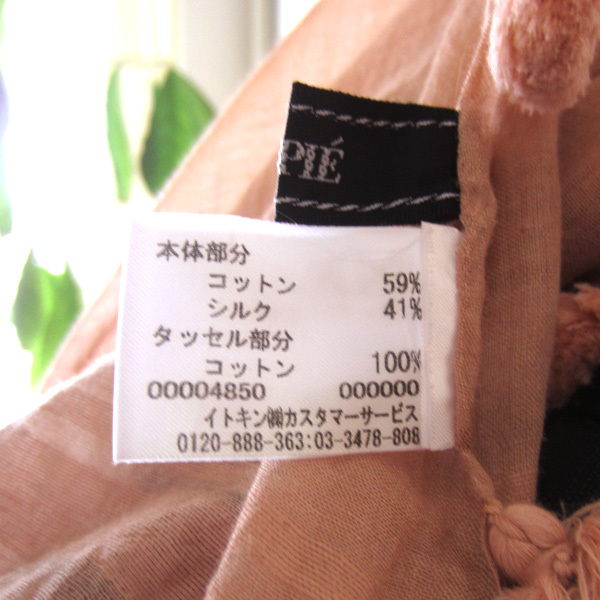 PIÉ
本体部分
コットン 59%
シルク 41%
タッセル部分
コットン 100%
00004850 000000
イトキン㈱カスタマーサービス
0120-888-363:03-3478-808